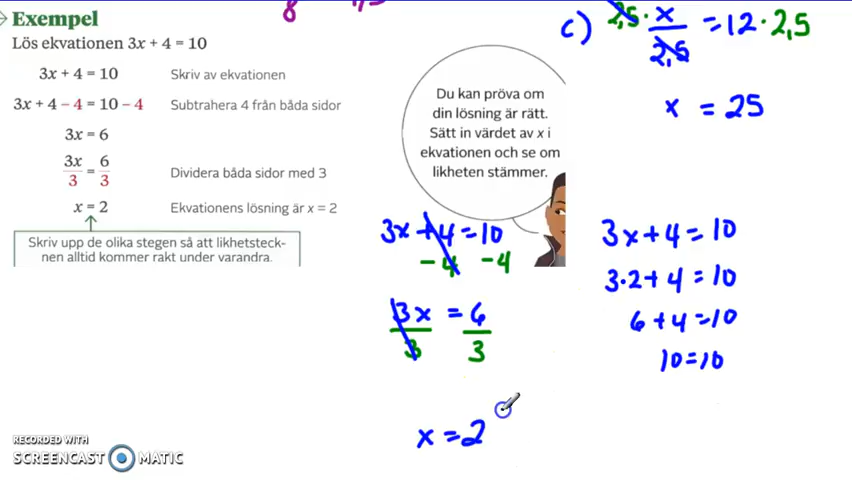 Exempel
Lös ekvationen 3x + 4 = 10
3x + 4 = 10 Skriv av ekvationen
3x + 4 − 4 = 10 − 4 Subtrahera 4 från båda sidor
3x = 6
3x/3 = 6/3 Dividera båda sidor med 3
x = 2 Ekvationens lösning är x = 2
Skriv upp de olika stegen så att likhetsteck-
nen alltid kommer rakt under varandra.
Du kan pröva om
din lösning är rätt.
Sätt in värdet av x i
ekvationen och se om
likheten stämmer.
c) 2,5 · x/2,5 = 12 · 2,5
x = 25
3x + 4 = 10
− 4 − 4
3x/3 = 6/3
x = 2
3x + 4 = 10
3·2 + 4 = 10
6 + 4 = 10
10 = 10
RECORDED WITH
SCREENCAST MATIC